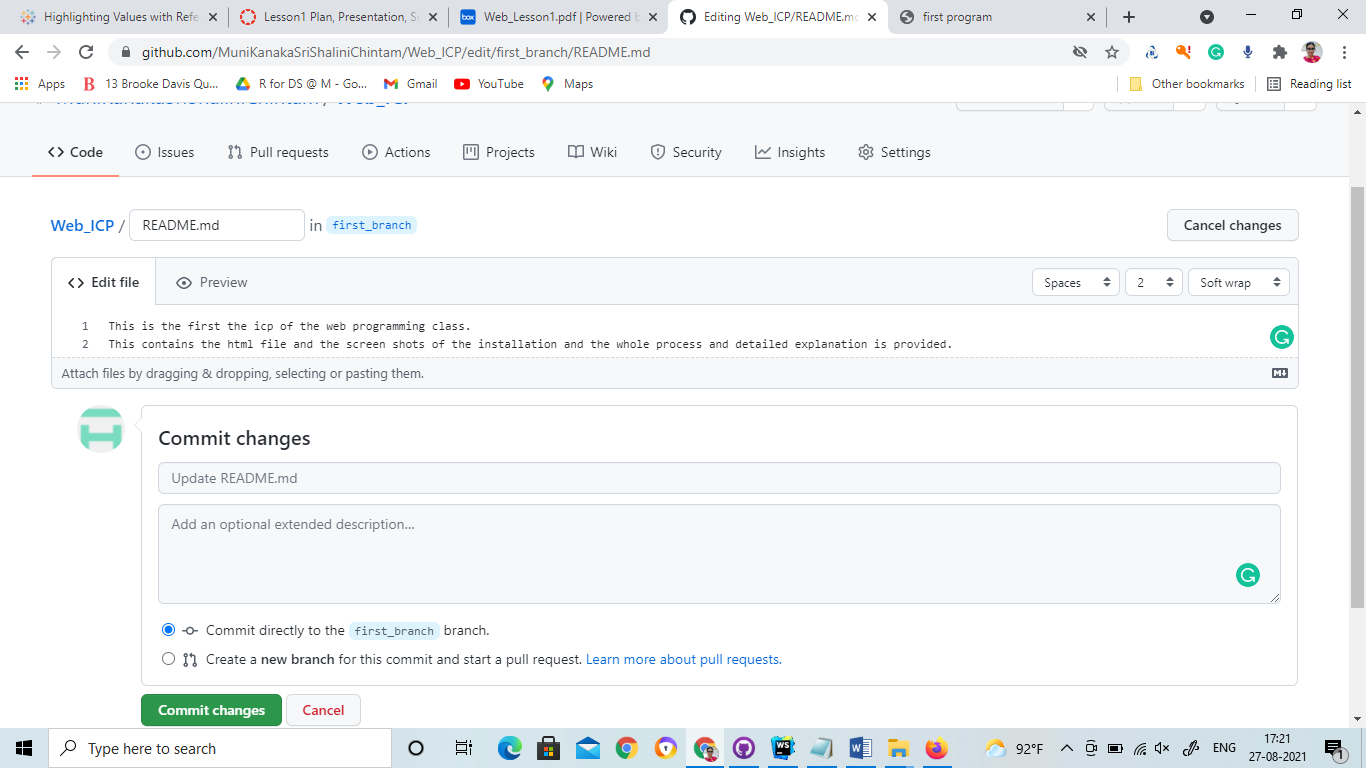 Highlighting Values with Refe
Lesson1 Plan, Presentation, S
Web_Lesson1.pdf | Powered b
Editing Web_ICP/README.md
first program
github.com/MuniKanakaSriShaliniChintam/Web_ICP/edit/first_branch/README.md
Apps
13 Brooke Davis Qu...
R for DS @ M - Go...
Gmail
YouTube
Maps
Other bookmarks
Reading list
Code
Issues
Pull requests
Actions
Projects
Wiki
Security
Insights
Settings
Web_ICP / README.md in first_branch
Cancel changes
Edit file
Preview
Spaces
2
Soft wrap
1 This is the first the icp of the web programming class.
2 This contains the html file and the screen shots of the installation and the whole process and detailed explanation is provided.
Attach files by dragging & dropping, selecting or pasting them.
Commit changes
Update README.md
Add an optional extended description...
Commit directly to the first_branch branch.
Create a new branch for this commit and start a pull request. Learn more about pull requests.
Commit changes
Cancel
Type here to search
92°F
ENG
17:21
27-08-2021
1